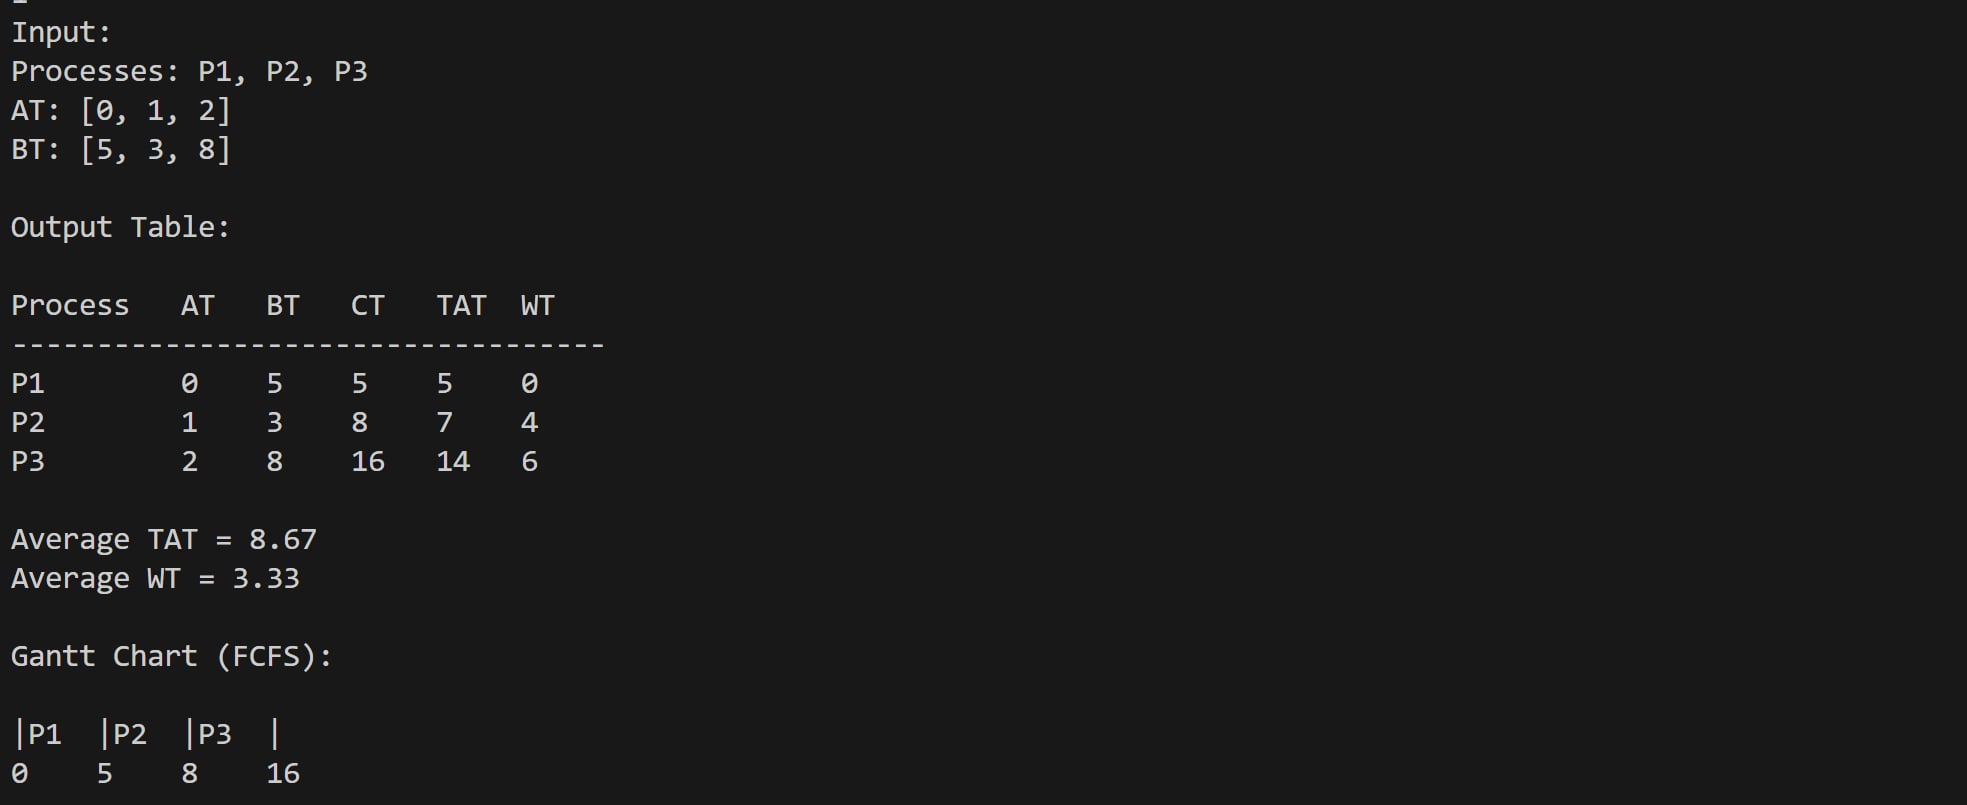 Input:
Processes: P1, P2, P3
AT: [0, 1, 2]
BT: [5, 3, 8]
Output Table:
Process   AT   BT   CT   TAT  WT
-----------------------------------
P1        0    5    5    5    0
P2        1    3    8    7    4
P3        2    8    16   14   6
Average TAT = 8.67
Average WT = 3.33
Gantt Chart (FCFS):
|P1  |P2  |P3  |
0    5    8    16